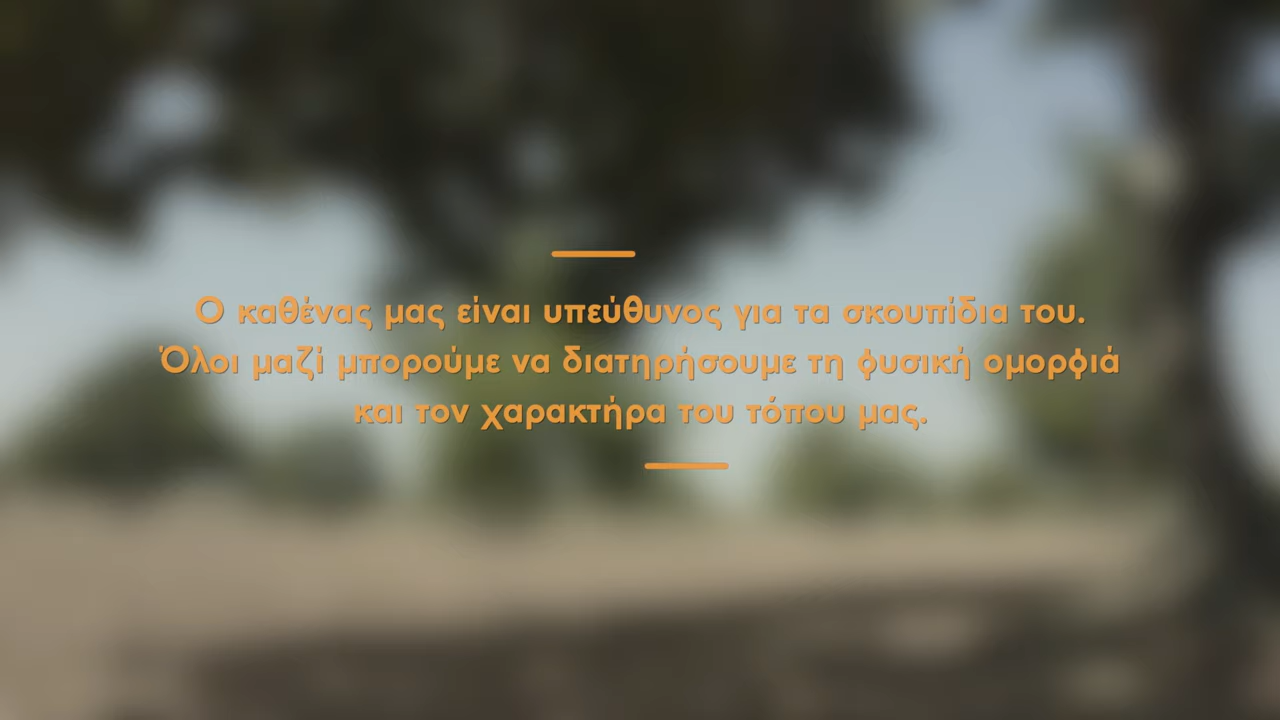 Ο καθένας μας είναι υπεύθυνος για τα σκουπίδια του.
Όλοι μαζί μπορούμε να διατηρήσουμε τη φυσική ομορφιά
και τον χαρακτήρα του τόπου μας.